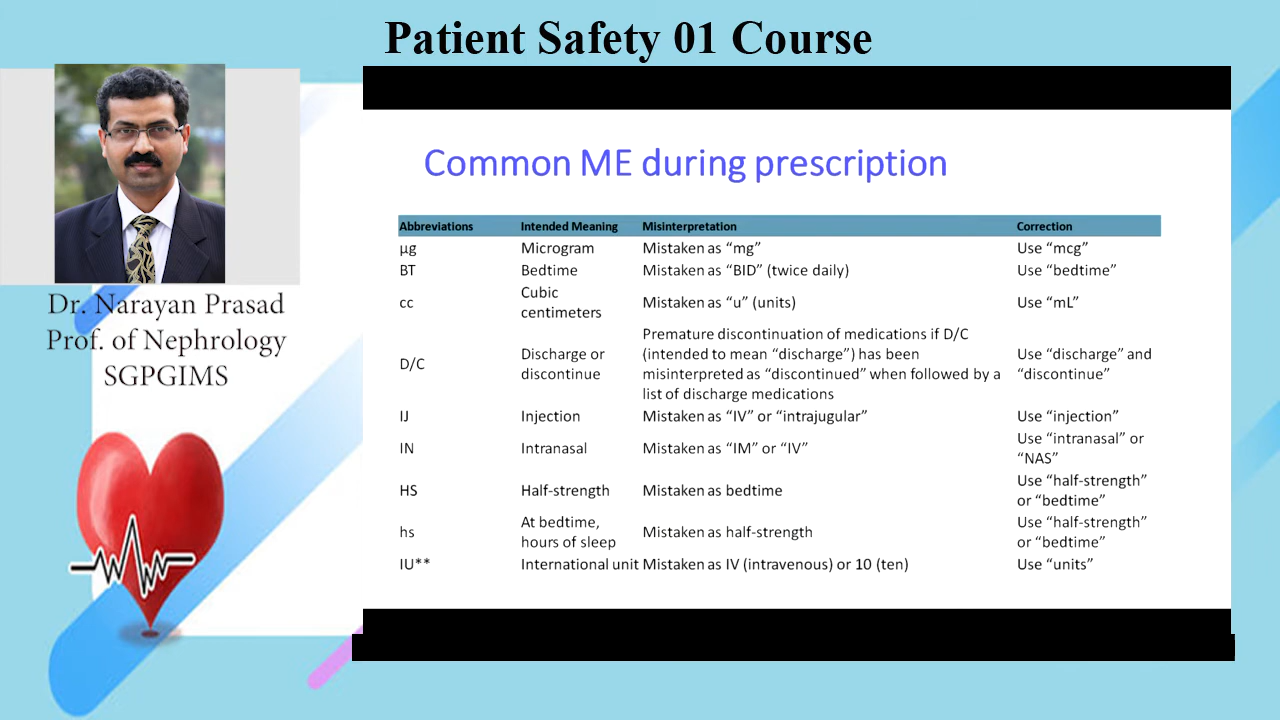 Patient Safety 01 Course
Dr. Narayan Prasad
Prof. of Nephrology
SGPGIMS
Common ME during prescription
Abbreviations Intended Meaning Misinterpretation Correction
µg Microgram Mistaken as “mg” Use “mcg”
BT Bedtime Mistaken as “BID” (twice daily) Use “bedtime”
cc Cubic centimeters Mistaken as “u” (units) Use “mL”
D/C Discharge or discontinue Premature discontinuation of medications if D/C (intended to mean “discharge”) has been misinterpreted as “discontinued” when followed by a list of discharge medications Use “discharge” and “discontinue”
IJ Injection Mistaken as “IV” or “intrajugular” Use “injection”
IN Intranasal Mistaken as “IM” or “IV” Use “intranasal” or “NAS”
HS Half-strength Mistaken as bedtime Use “half-strength” or “bedtime”
hs At bedtime, hours of sleep Mistaken as half-strength Use “half-strength” or “bedtime”
IU** International unit Mistaken as IV (intravenous) or 10 (ten) Use “units”